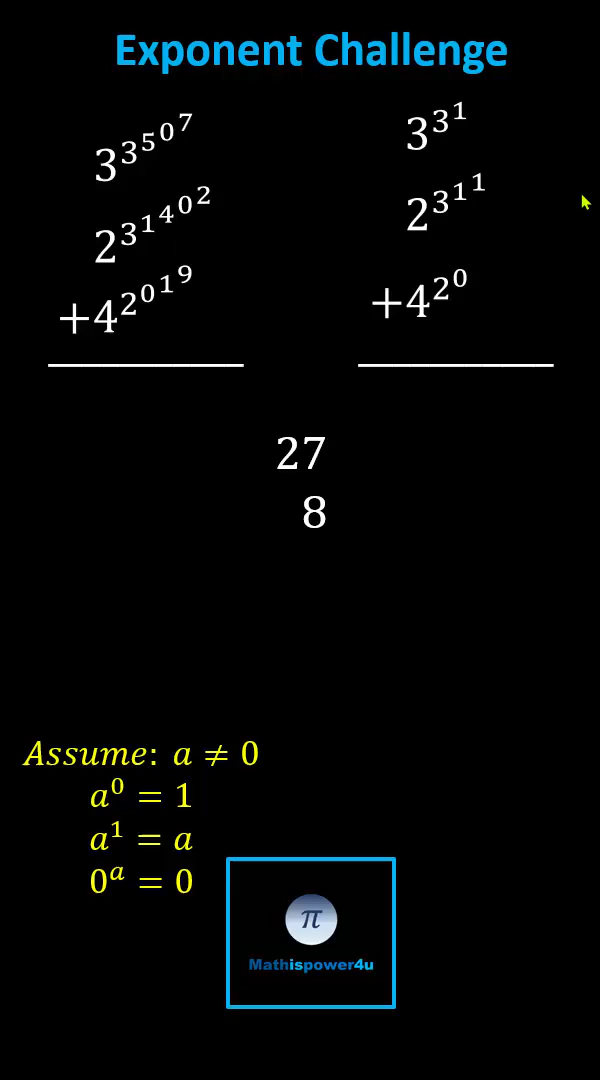 Exponent Challenge
3^3^5^0^7
2^3^1^4^0^2
+4^2^0^1^9
3^3^1
2^3^1^1
+4^2^0
27
8
Assume: a ≠ 0
a^0 = 1
a^1 = a
0^a = 0
π
Mathispower4u